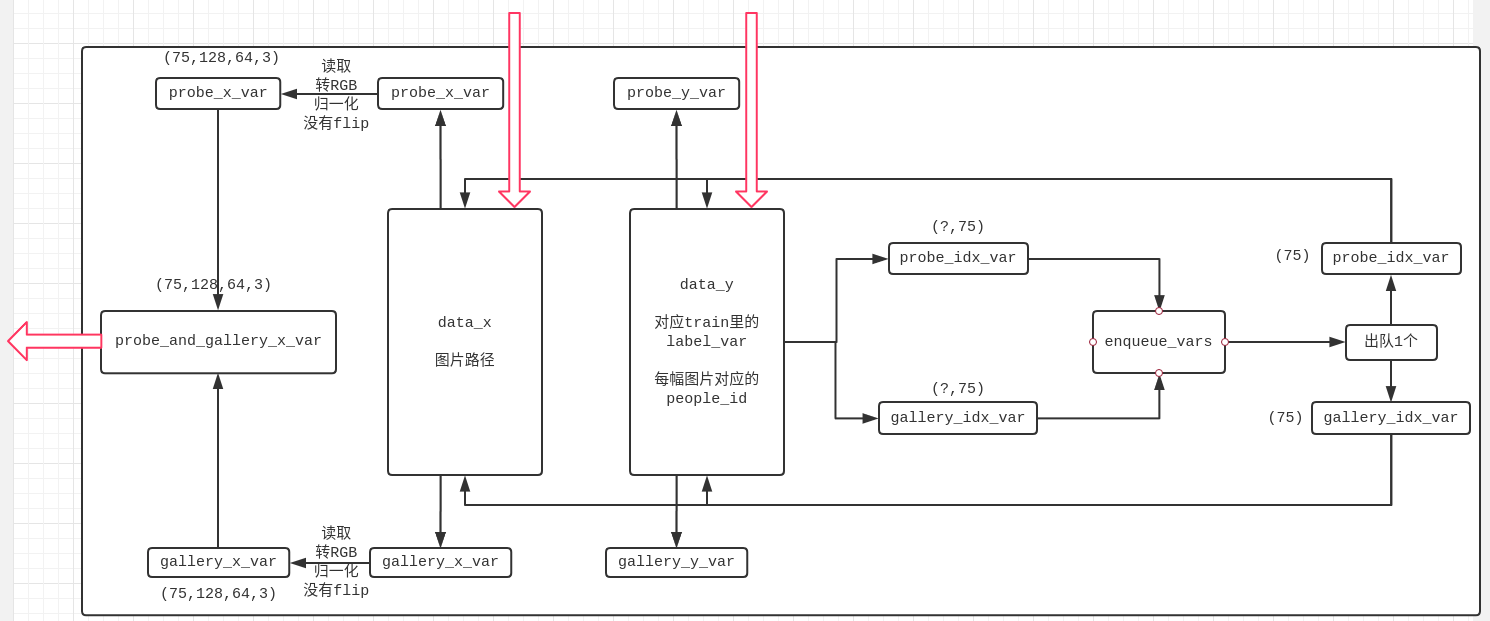 (75,128,64,3)
probe_x_var
读取
转RGB
归一化
没有flip
probe_x_var
probe_y_var
(75,128,64,3)
probe_and_gallery_x_var
data_x
图片路径
data_y
对应train里的
label_var
每幅图片对应的
people_id
(?,75)
probe_idx_var
(?,75)
gallery_idx_var
enqueue_vars
(75)
probe_idx_var
出队1个
(75)
gallery_idx_var
gallery_x_var
(75,128,64,3)
读取
转RGB
归一化
没有flip
gallery_x_var
gallery_y_var